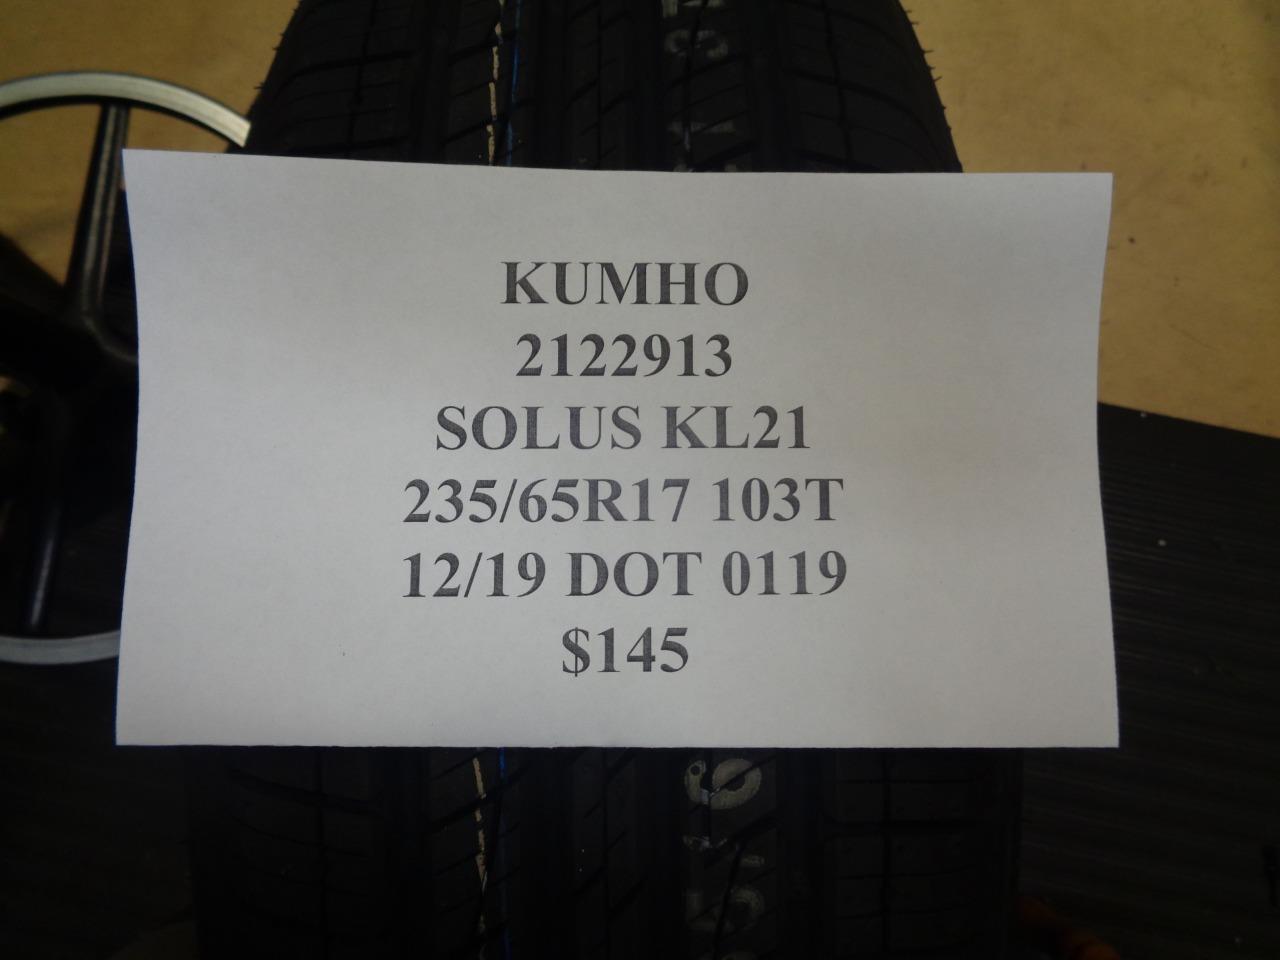 KUMHO
2122913
SOLUS KL21
235/65R17 103T
12/19 DOT 0119
$145